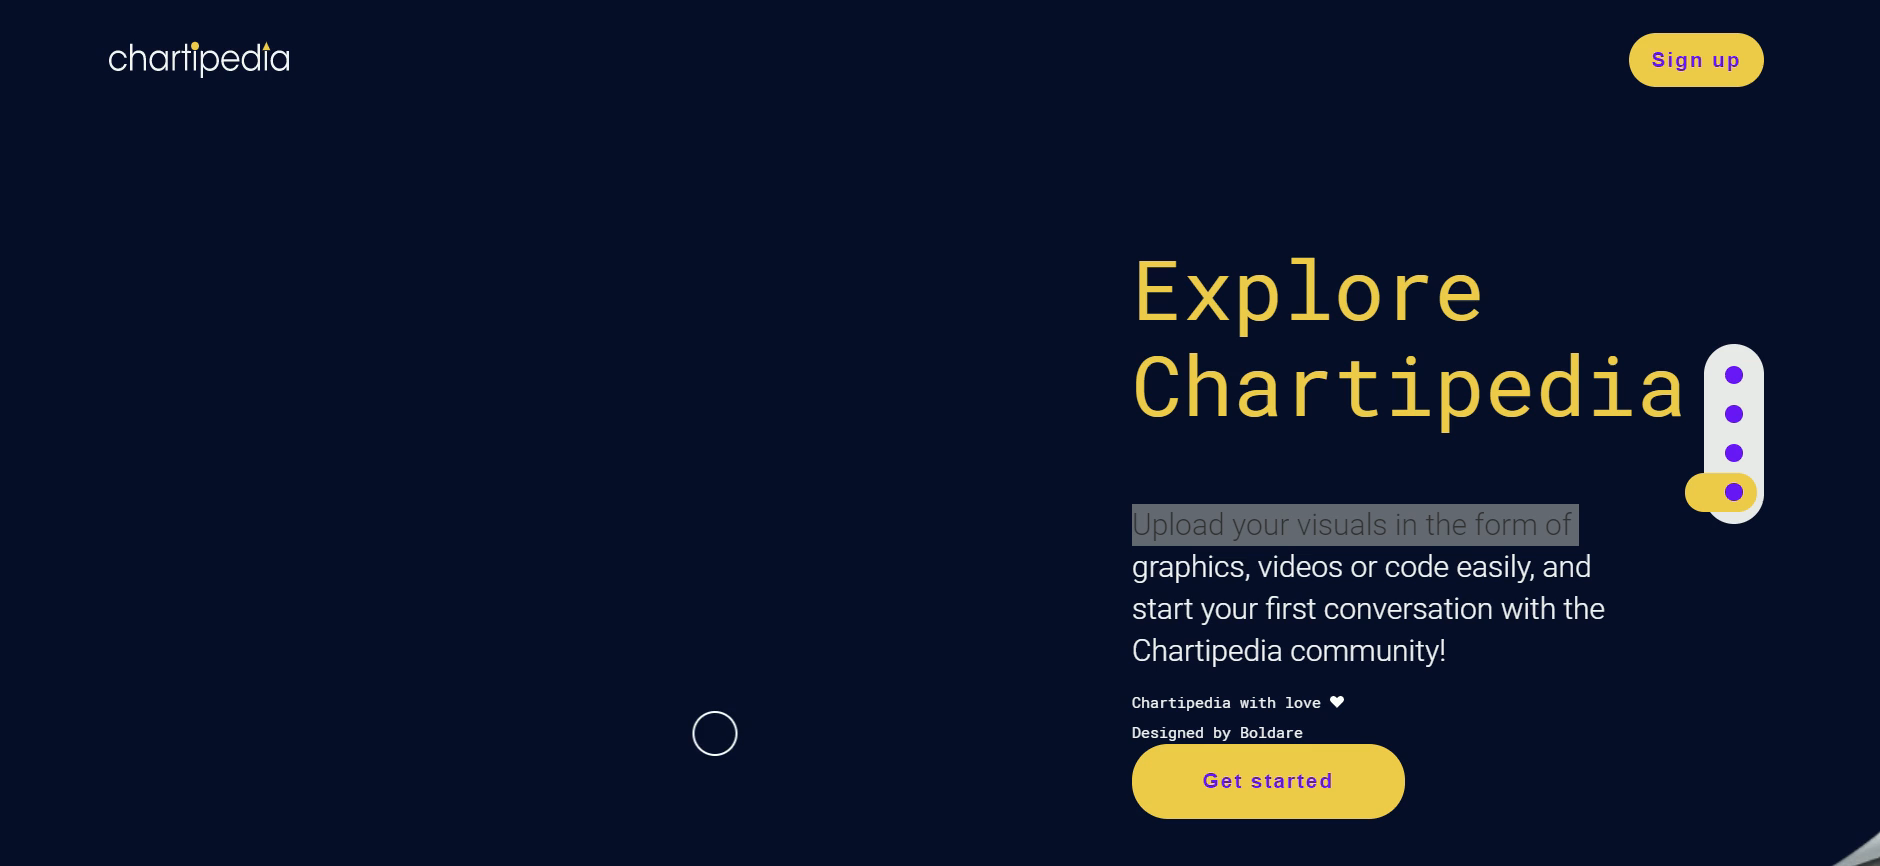 chartipedia
Sign up
Explore
Chartipedia
Upload your visuals in the form of
graphics, videos or code easily, and
start your first conversation with the
Chartipedia community!
Chartipedia with love ♥
Designed by Boldare
Get started